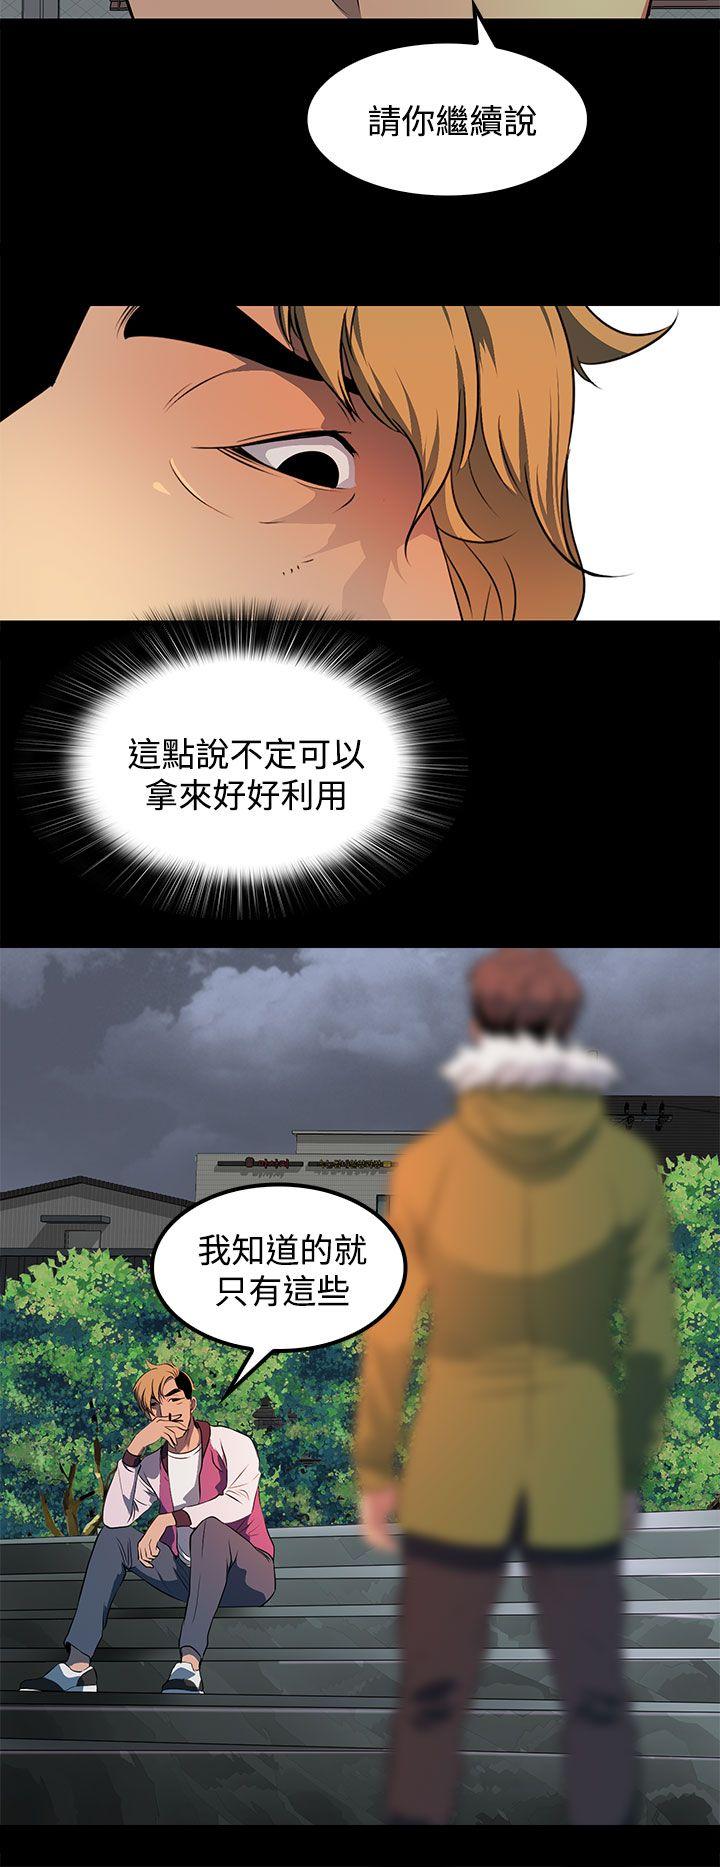 請你繼續說
這點說不定可以
拿來好好利用
我知道的就
只有這些